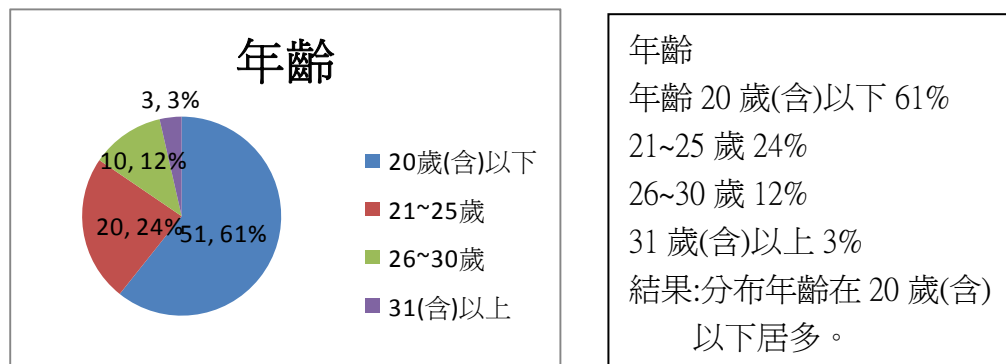 年齡
3, 3%
10, 12%
20, 24%
51, 61%
20歲(含)以下
21~25歲
26~30歲
31(含)以上
年齡
年齡 20 歲(含)以下 61%
21~25 歲 24%
26~30 歲 12%
31 歲(含)以上 3%
結果:分布年齡在 20 歲(含)
以下居多。